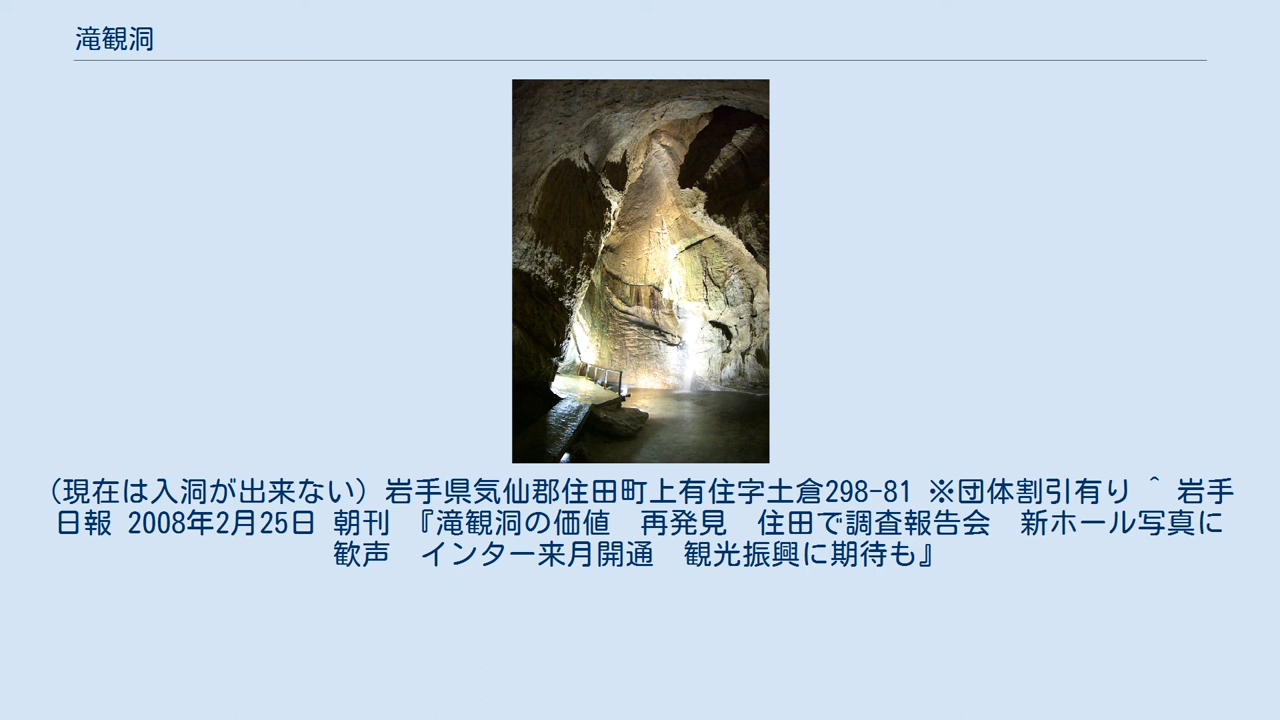 滝観洞
（現在は入洞が出来ない）岩手県気仙郡住田町上有住字土倉298-81 ※団体割引有り ^ 岩手
日報 2008年2月25日 朝刊 『滝観洞の価値　再発見　住田で調査報告会　新ホール写真に
歓声　インター来月開通　観光振興に期待も』